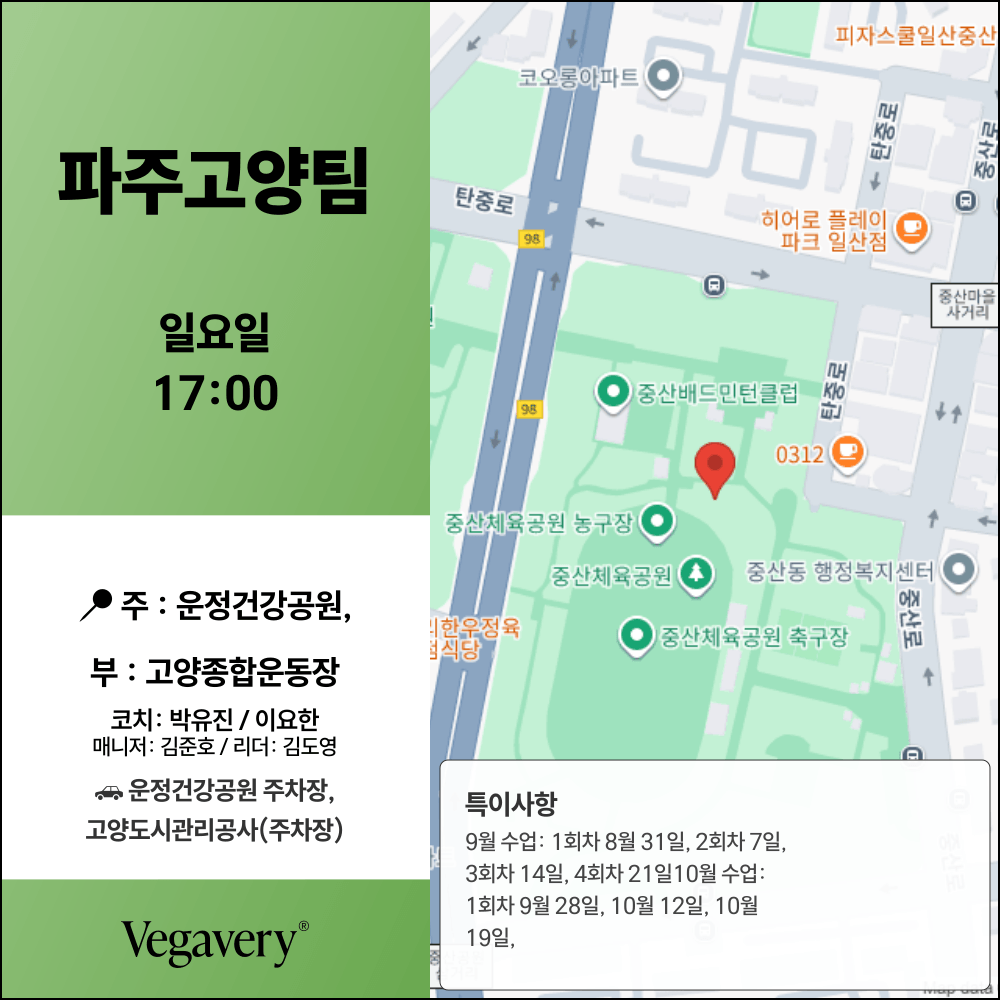 파주고양팀
일요일
17:00
주 : 운정건강공원,
부 : 고양종합운동장
코치: 박유진 / 이요한
매니저: 김준호 / 리더: 김도영
운정건강공원 주차장,
고양도시관리공사(주차장)
Vegavery®
피자스쿨일산중산
코오롱아파트
탄중로
중산로
탄중로
히어로 플레이
파크 일산점
98
중산마을
사거리
중산배드민턴클럽
탄중로
98
0312
중산체육공원 농구장
중산체육공원
중산동 행정복지센터
중산로
한우정육
식당
중산체육공원 축구장
특이사항
9월 수업: 1회차 8월 31일, 2회차 7일,
3회차 14일, 4회차 21일10월 수업:
1회차 9월 28일, 10월 12일, 10월
19일,
중산로
Map data